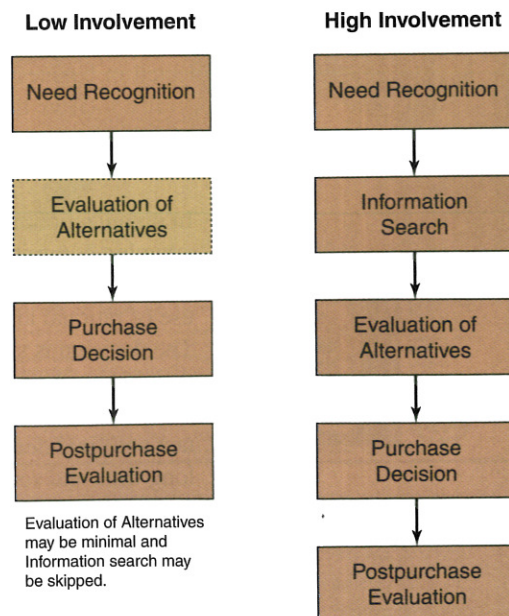 Low Involvement
Need Recognition
Evaluation of
Alternatives
Purchase
Decision
Postpurchase
Evaluation
Evaluation of Alternatives
may be minimal and
Information search may
be skipped.
High Involvement
Need Recognition
Information
Search
Evaluation of
Alternatives
Purchase
Decision
Postpurchase
Evaluation